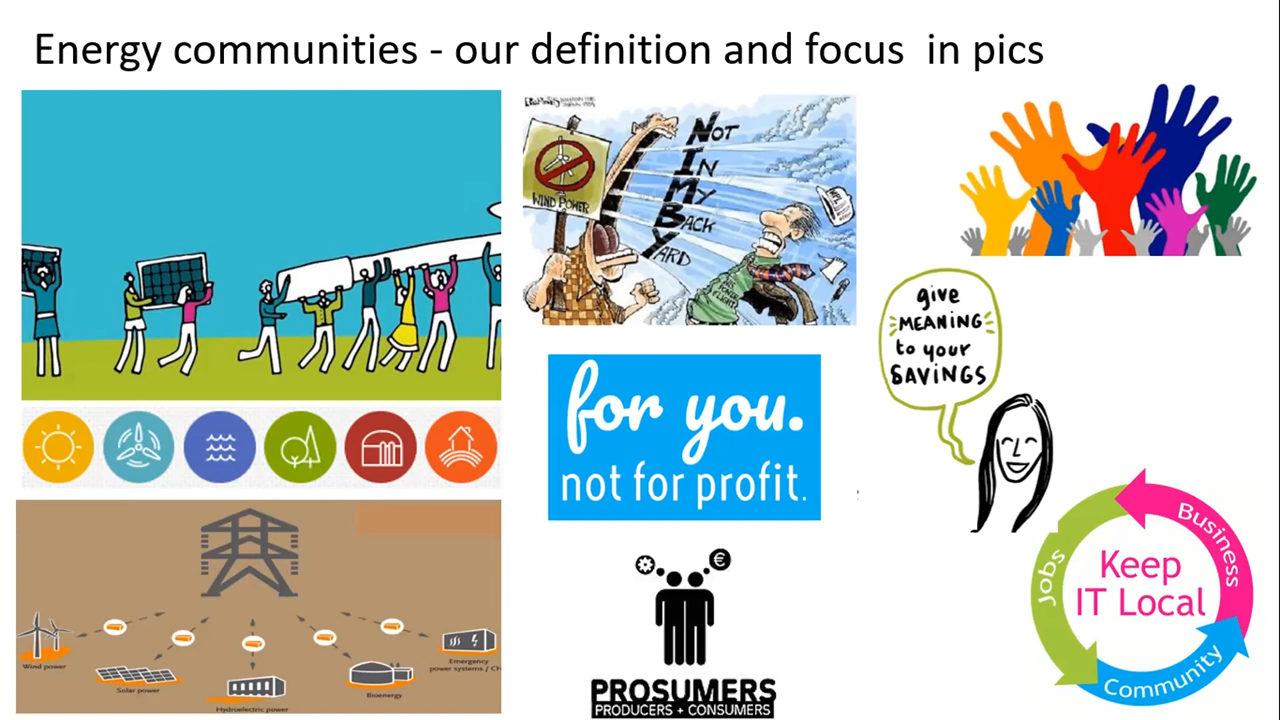 Energy communities - our definition and focus  in pics
WIND POWER
NOT
IN
MY
BACK
YARD
give
MEANING
to your
SAVINGS
for you.
not for profit.
Business
Jobs
Keep
IT Local
Community
Wind power
Solar power
Hydroelectric power
Bioenergy
Emergency
power systems / CH
€
PROSUMERS
PRODUCERS + CONSUMERS